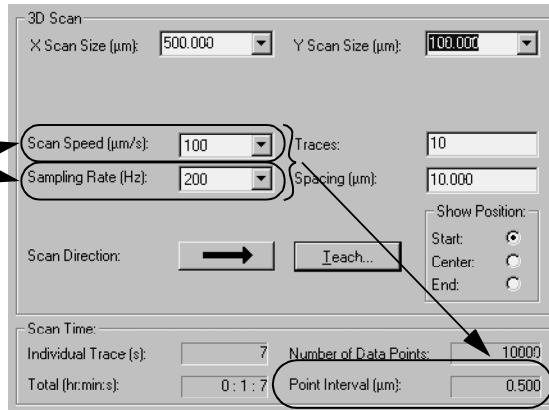 3D Scan
X Scan Size (µm): 500.000 Y Scan Size (µm): 100.000
Scan Speed (µm/s): 100 Traces: 10
Sampling Rate (Hz): 200 Spacing (µm): 10.000
Show Position:
Start:
Scan Direction: Teach... Center:
End:
Scan Time:
Individual Trace (s): 7 Number of Data Points: 10000
Total (hr:min:s): 0 : 1 : 7 Point Interval (µm): 0.500